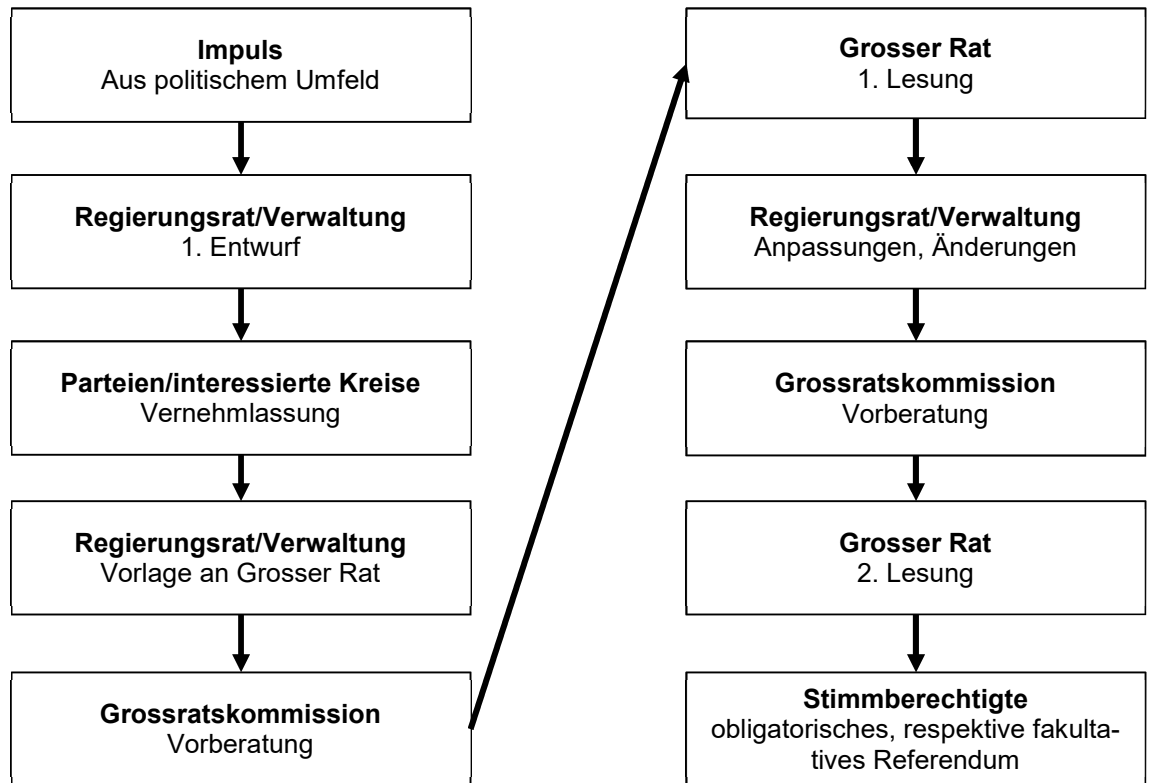 Impuls
Aus politischem Umfeld
Regierungsrat/Verwaltung
1. Entwurf
Parteien/interessierte Kreise
Vernehmlassung
Regierungsrat/Verwaltung
Vorlage an Grosser Rat
Grossratskommission
Vorberatung
Grosser Rat
1. Lesung
Regierungsrat/Verwaltung
Anpassungen, Änderungen
Grossratskommission
Vorberatung
Grosser Rat
2. Lesung
Stimmberechtigte
obligatorisches, respektive fakulta-
tives Referendum